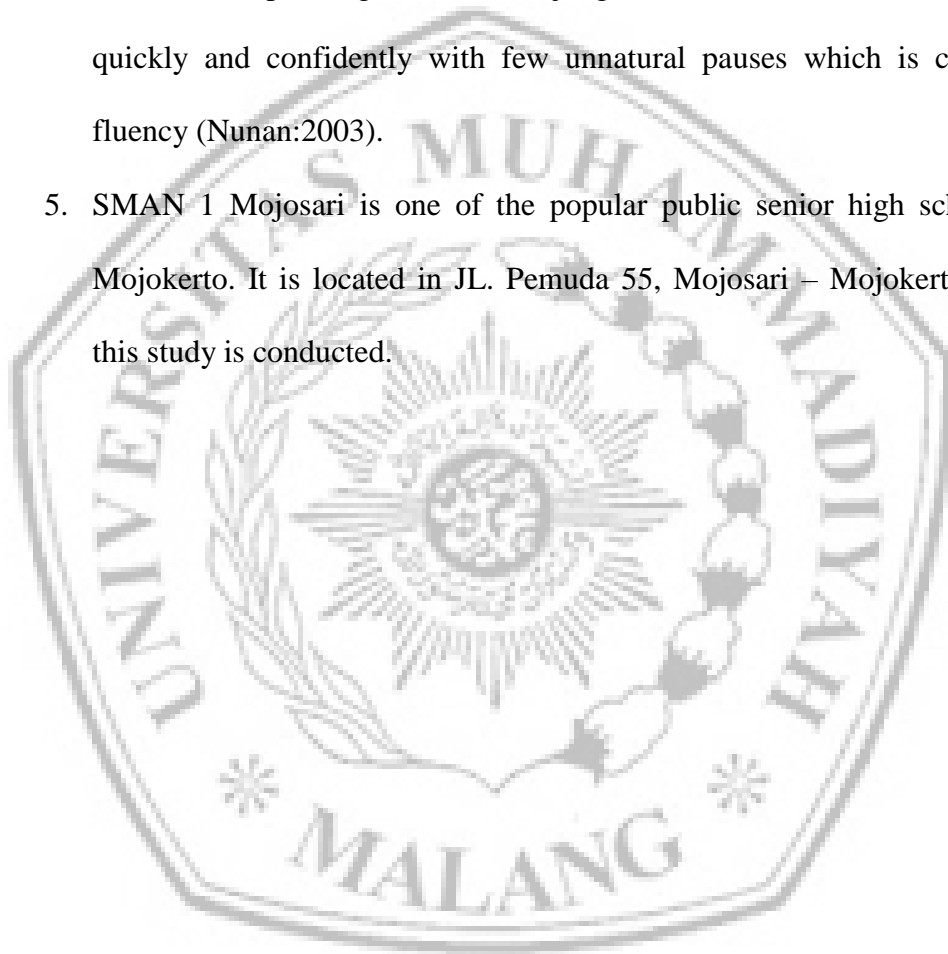 quickly and confidently with few unnatural pauses which is
fluency (Nunan:2003).
5. SMAN 1 Mojosari is one of the popular public senior high
Mojokerto. It is located in JL. Pemuda 55, Mojosari –
this study is conducted.
UNIVERSITAS MUHAMMADIYAH
MALANG